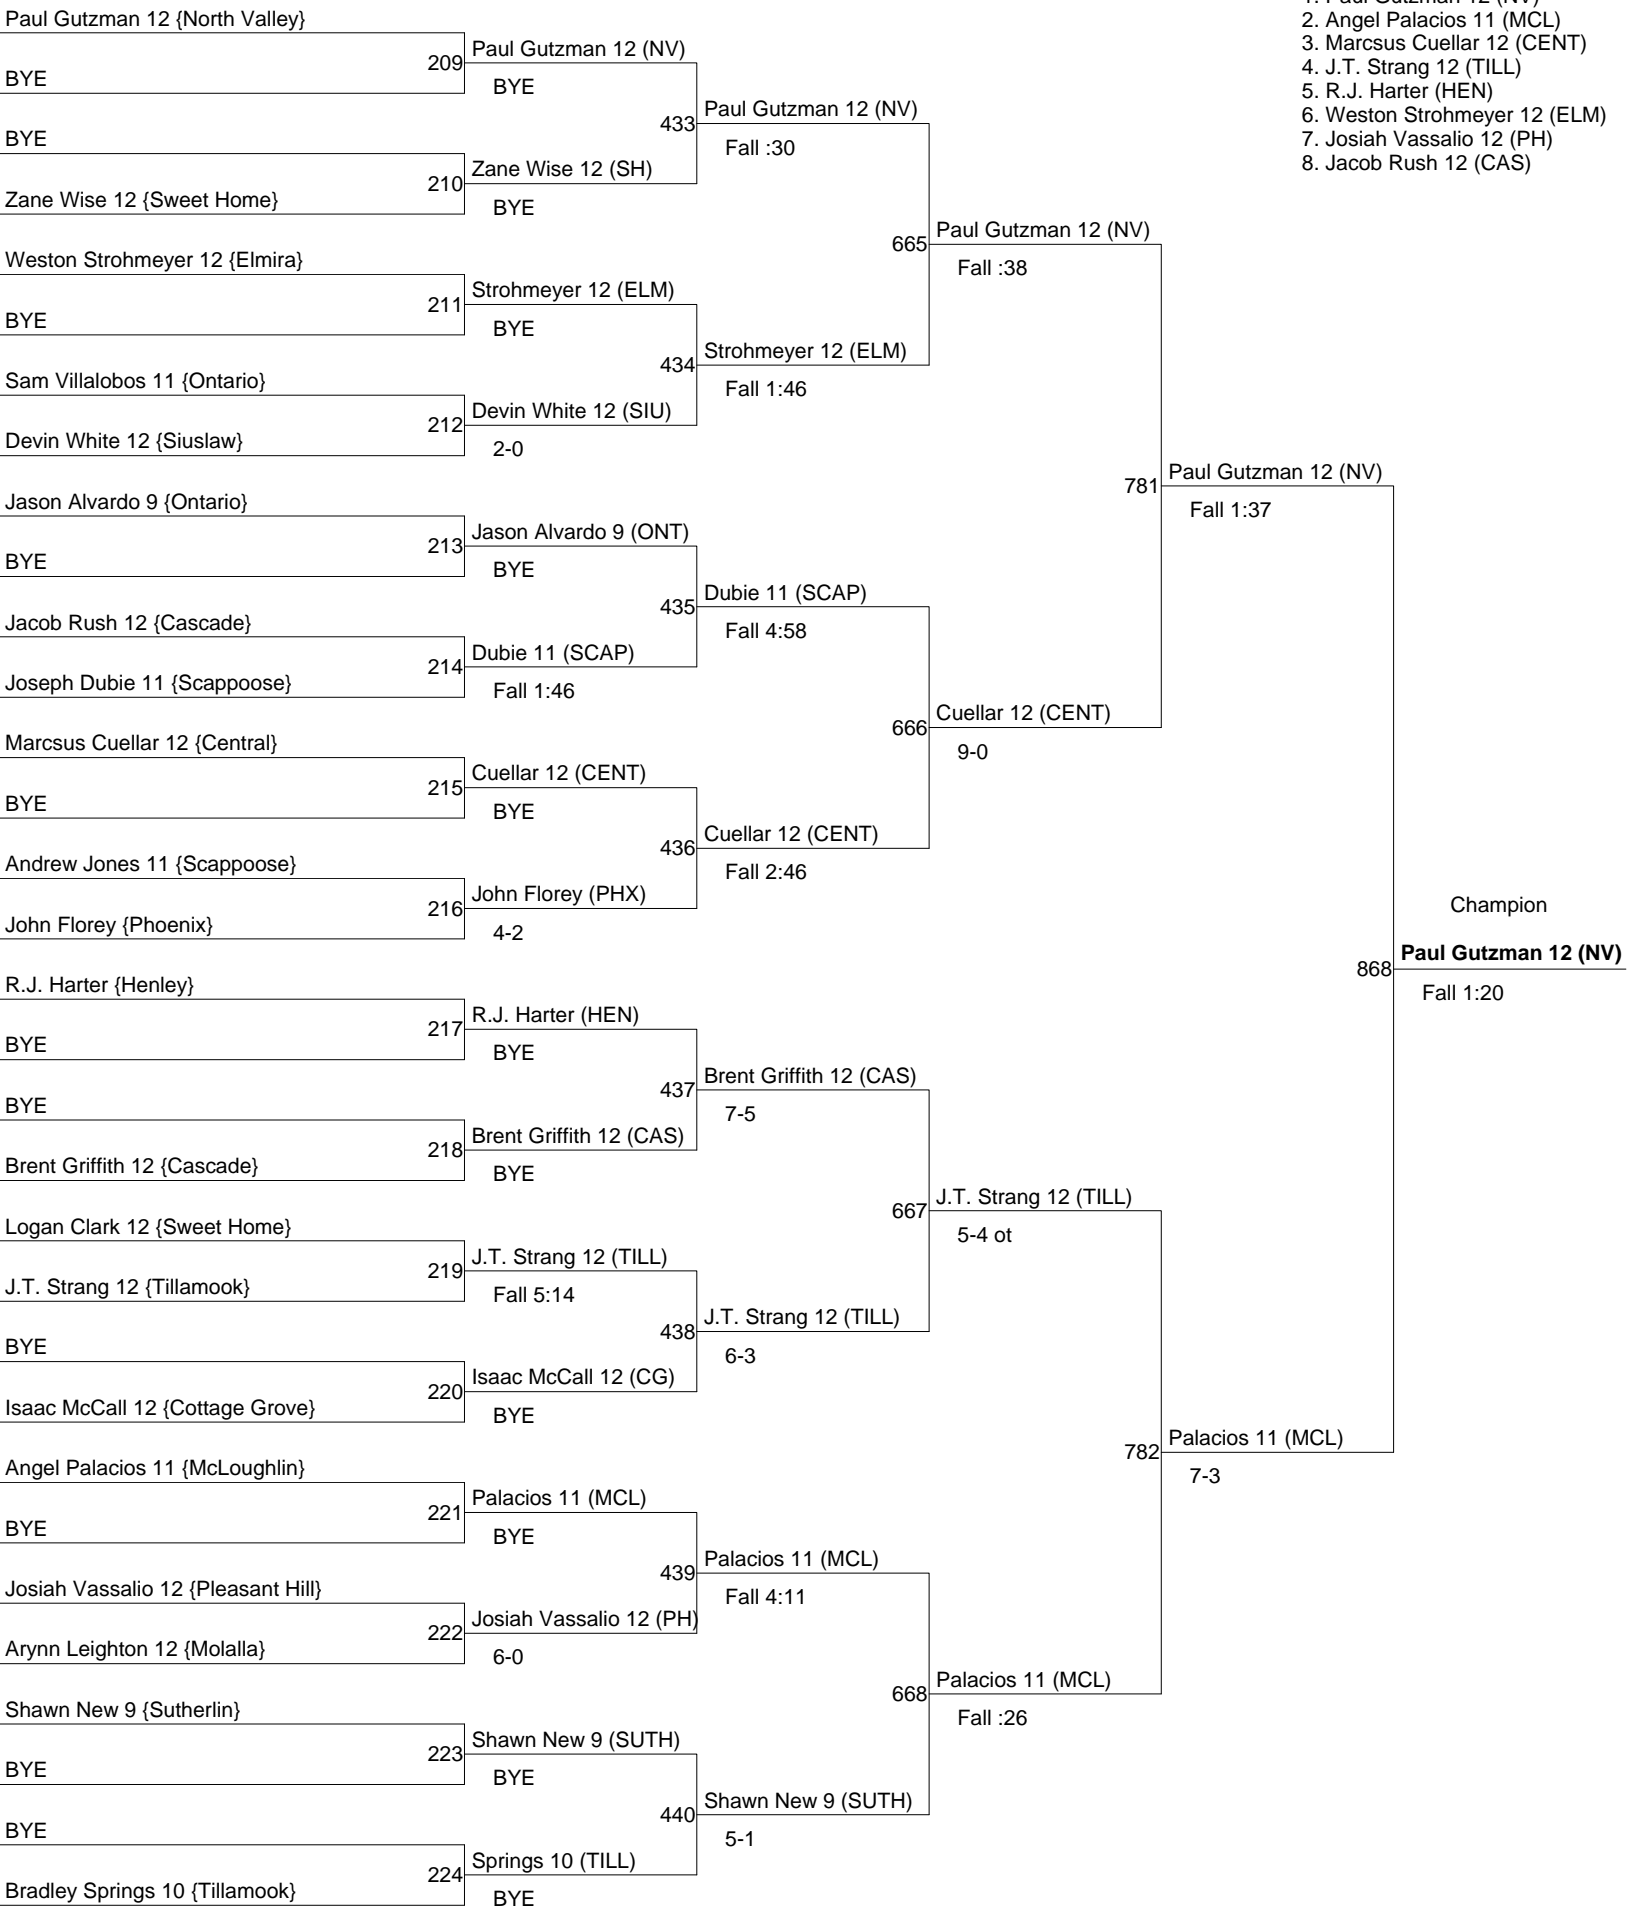 1. Paul Gutzman 12 (NV)
2. Angel Palacios 11 (MCL)
3. Marcsus Cuellar 12 (CENT)
4. J.T. Strang 12 (TILL)
5. R.J. Harter (HEN)
6. Weston Strohmeyer 12 (ELM)
7. Josiah Vassalio 12 (PH)
8. Jacob Rush 12 (CAS)
Paul Gutzman 12 {North Valley}
209
BYE
BYE
210
Zane Wise 12 {Sweet Home}
Weston Strohmeyer 12 {Elmira}
211
BYE
Sam Villalobos 11 {Ontario}
212
Devin White 12 {Siuslaw}
Jason Alvardo 9 {Ontario}
213
BYE
Jacob Rush 12 {Cascade}
214
Joseph Dubie 11 {Scappoose}
Marcsus Cuellar 12 {Central}
215
BYE
Andrew Jones 11 {Scappoose}
216
John Florey {Phoenix}
R.J. Harter {Henley}
217
BYE
BYE
218
Brent Griffith 12 {Cascade}
Logan Clark 12 {Sweet Home}
219
J.T. Strang 12 {Tillamook}
BYE
220
Isaac McCall 12 {Cottage Grove}
Angel Palacios 11 {McLoughlin}
221
BYE
Josiah Vassalio 12 {Pleasant Hill}
222
Arynn Leighton 12 {Molalla}
Shawn New 9 {Sutherlin}
223
BYE
BYE
224
Bradley Springs 10 {Tillamook}
Paul Gutzman 12 (NV)
BYE
433
Zane Wise 12 (SH)
BYE
Strohmeyer 12 (ELM)
BYE
434
Devin White 12 (SIU)
2-0
Jason Alvardo 9 (ONT)
BYE
435
Dubie 11 (SCAP)
Fall 1:46
Cuellar 12 (CENT)
BYE
436
John Florey (PHX)
4-2
R.J. Harter (HEN)
BYE
437
Brent Griffith 12 (CAS)
BYE
J.T. Strang 12 (TILL)
Fall 5:14
438
Isaac McCall 12 (CG)
BYE
Palacios 11 (MCL)
BYE
439
Josiah Vassalio 12 (PH)
6-0
Shawn New 9 (SUTH)
BYE
440
Springs 10 (TILL)
BYE
Paul Gutzman 12 (NV)
Fall :30
665
Strohmeyer 12 (ELM)
Fall 1:46
Dubie 11 (SCAP)
Fall 4:58
666
Cuellar 12 (CENT)
Fall 2:46
Brent Griffith 12 (CAS)
7-5
667
J.T. Strang 12 (TILL)
6-3
Palacios 11 (MCL)
Fall 4:11
668
Shawn New 9 (SUTH)
5-1
Paul Gutzman 12 (NV)
Fall :38
781
Cuellar 12 (CENT)
9-0
J.T. Strang 12 (TILL)
5-4 ot
782
Palacios 11 (MCL)
Fall :26
Paul Gutzman 12 (NV)
Fall 1:37
868
Palacios 11 (MCL)
7-3
Champion
Paul Gutzman 12 (NV)
Fall 1:20